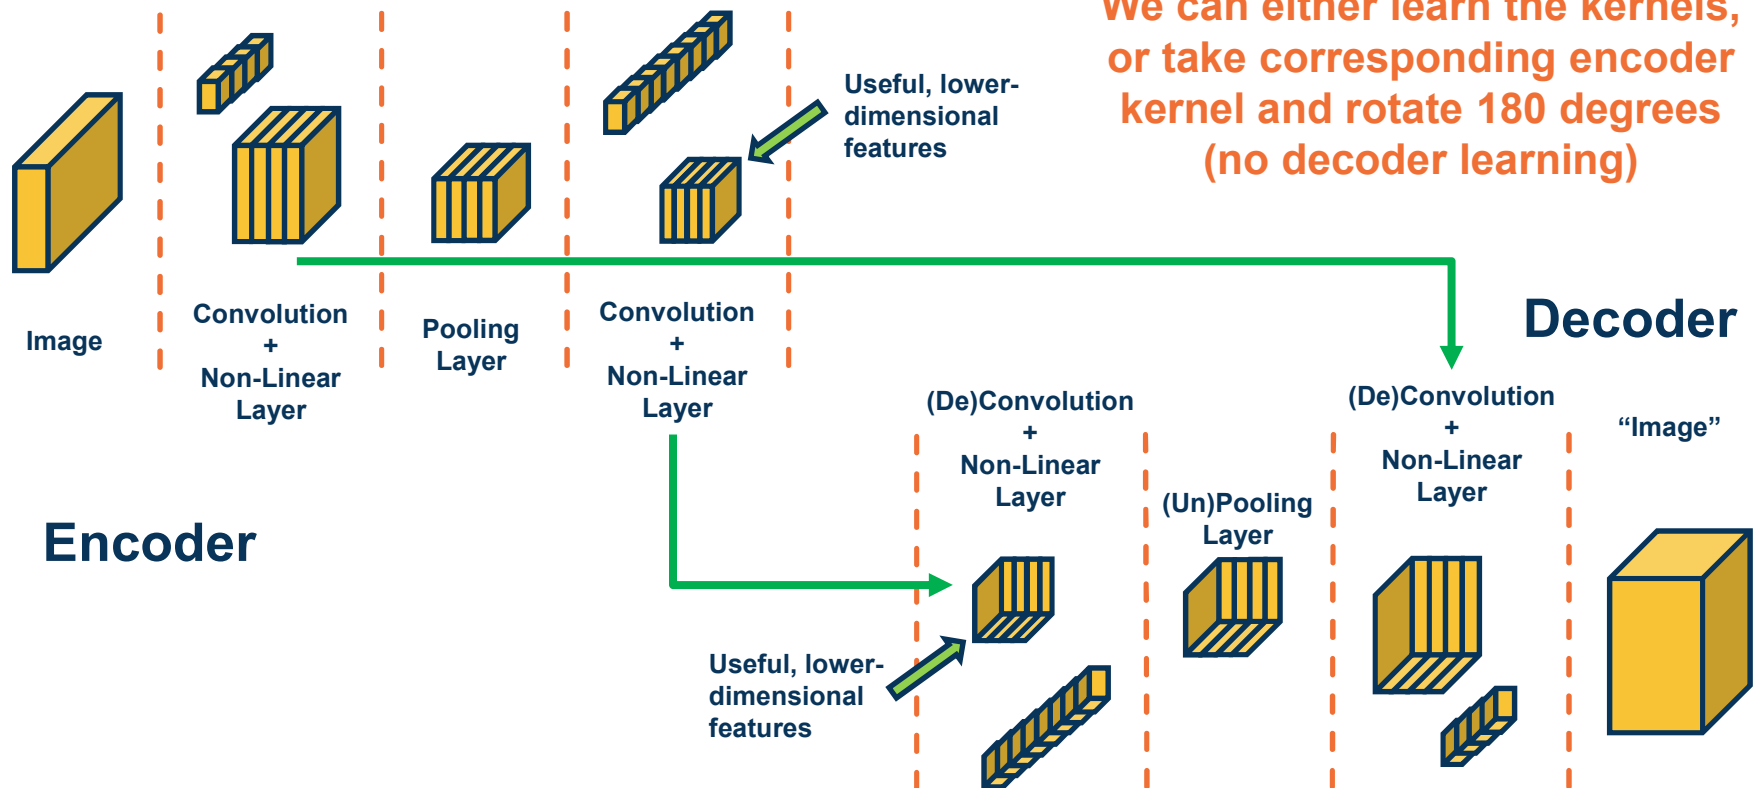 We can either learn the kernels,
or take corresponding encoder
kernel and rotate 180 degrees
(no decoder learning)
Useful, lower-
dimensional
features
Image
Convolution
+
Non-Linear
Layer
Pooling
Layer
Convolution
+
Non-Linear
Layer
Decoder
(De)Convolution
+
Non-Linear
Layer
(Un)Pooling
Layer
(De)Convolution
+
Non-Linear
Layer
“Image”
Encoder
Useful, lower-
dimensional
features